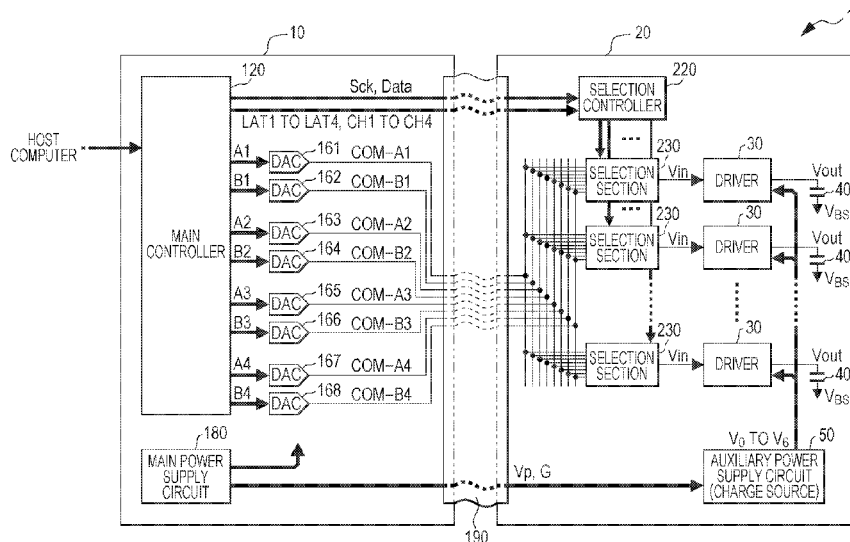 1
10
20
120
Sck, Data
LAT1 TO LAT4, CH1 TO CH4
220
SELECTION
CONTROLLER
HOST
COMPUTER
MAIN
CONTROLLER
A1 DAC 161 COM-A1
B1 DAC 162 COM-B1
A2 DAC 163 COM-A2
B2 DAC 164 COM-B2
A3 DAC 165 COM-A3
B3 DAC 166 COM-B3
A4 DAC 167 COM-A4
B4 DAC 168 COM-B4
230
SELECTION
SECTION
Vin
30
DRIVER
Vout
40
VBS
230
SELECTION
SECTION
Vin
30
DRIVER
Vout
40
VBS
230
SELECTION
SECTION
Vin
30
DRIVER
Vout
40
VBS
180
MAIN POWER
SUPPLY
CIRCUIT
Vp, G
190
V0 TO V6
50
AUXILIARY POWER
SUPPLY CIRCUIT
(CHARGE SOURCE)